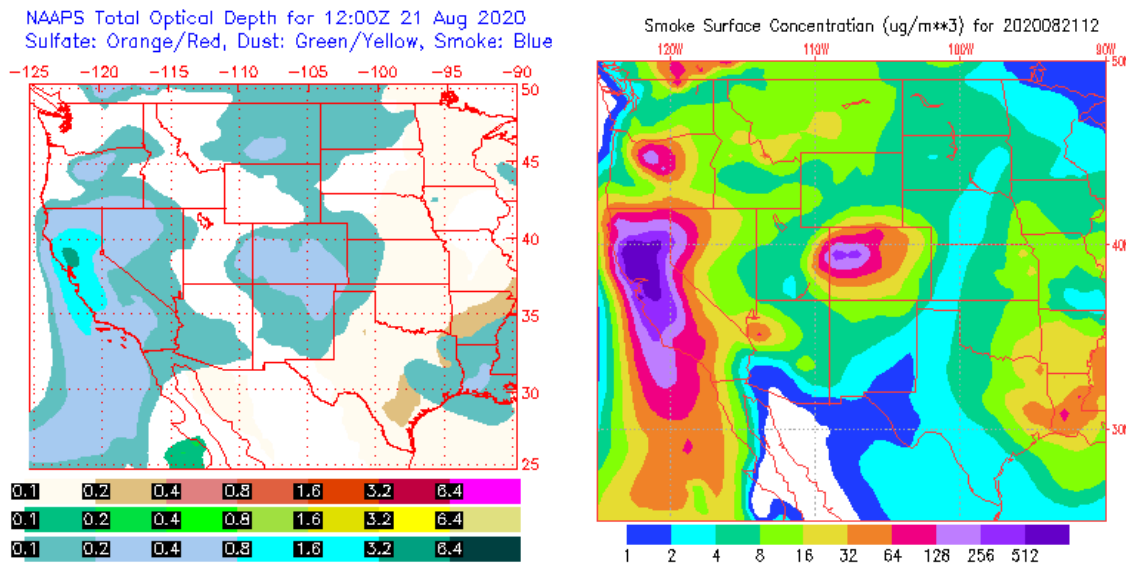 NAAPS Total Optical Depth for 12:00Z 21 Aug 2020
Sulfate: Orange/Red, Dust: Green/Yellow, Smoke: Blue
-125 -120 -115 -110 -105 -100 -95 -90
50
45
40
35
30
25
0.1 0.2 0.4 0.8 1.6 3.2 6.4
0.1 0.2 0.4 0.8 1.6 3.2 6.4
0.1 0.2 0.4 0.8 1.6 3.2 6.4
Smoke Surface Concentration (ug/m**3) for 2020082112
120W 110W 100W 90W
50N
40N
30N
1 2 4 8 16 32 64 128 256 512